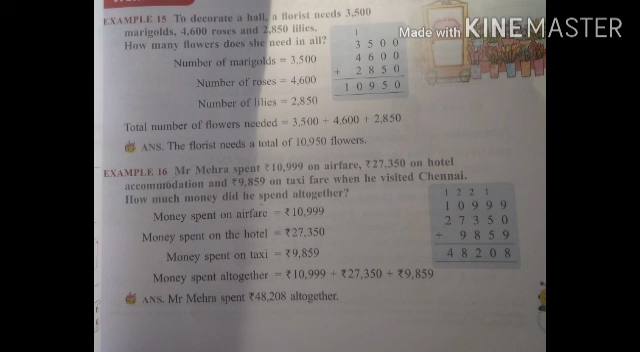 Made with KINEMASTER
EXAMPLE 15 To decorate a hall, a florist needs 3,500
marigolds, 4,600 roses and 2,850 lilies.
How many flowers does she need in all?
Number of marigolds = 3,500
Number of roses = 4,600
Number of lilies = 2,850
1
3 5 0 0
4 6 0 0
+ 2 8 5 0
1 0 9 5 0
Total number of flowers needed = 3,500 + 4,600 + 2,850
ANS. The florist needs a total of 10,950 flowers.
EXAMPLE 16 Mr Mehra spent ₹10,999 on airfare, ₹27,350 on hotel
accommodation and ₹9,859 on taxi fare when he visited Chennai.
How much money did he spend altogether?
Money spent on airfare = ₹10,999
Money spent on the hotel = ₹27,350
Money spent on taxi = ₹9,859
1 2 2 1
1 0 9 9 9
2 7 3 5 0
+ 9 8 5 9
4 8 2 0 8
Money spent altogether = ₹10,999 + ₹27,350 + ₹9,859
ANS. Mr Mehra spent ₹48,208 altogether.